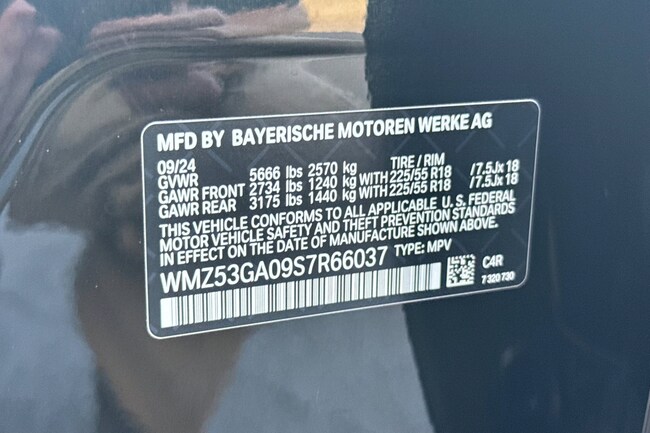 MFD BY BAYERISCHE MOTOREN WERKE AG
09/24 TIRE / RIM
GVWR 5666 lbs 2570 kg
GAWR FRONT 2734 lbs 1240 kg WITH 225/55 R18 /7.5Jx18
GAWR REAR 3175 lbs 1440 kg WITH 225/55 R18 /7.5Jx18
THIS VEHICLE CONFORMS TO ALL APPLICABLE U. S. FEDERAL
MOTOR VEHICLE SAFETY AND THEFT PREVENTION STANDARDS
IN EFFECT ON THE DATE OF MANUFACTURE SHOWN ABOVE.
WMZ53GA09S7R66037 TYPE: MPV
C4R
7 320 730